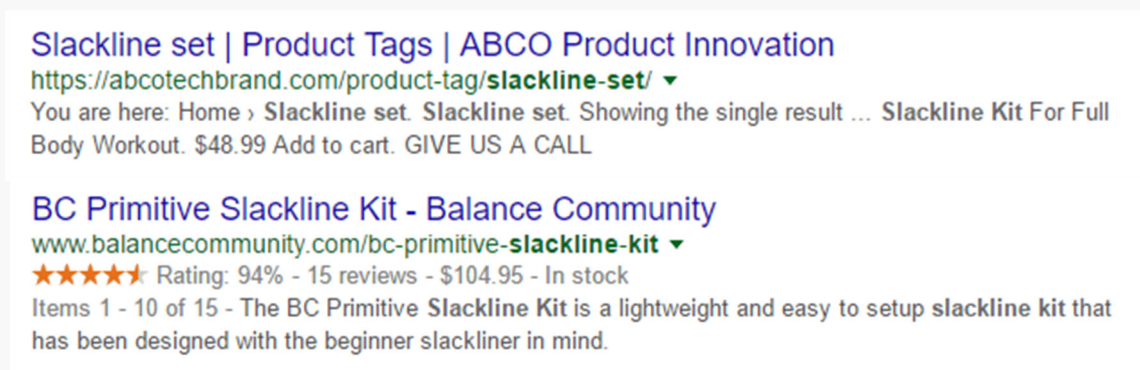 Slackline set | Product Tags | ABCO Product Innovation
https://abcotechbrand.com/product-tag/slackline-set/
You are here: Home › Slackline set. Slackline set. Showing the single result ... Slackline Kit For Full
Body Workout. $48.99 Add to cart. GIVE US A CALL
BC Primitive Slackline Kit - Balance Community
www.balancecommunity.com/bc-primitive-slackline-kit
Rating: 94% - 15 reviews - $104.95 - In stock
Items 1 - 10 of 15 - The BC Primitive Slackline Kit is a lightweight and easy to setup slackline kit that
has been designed with the beginner slackliner in mind.